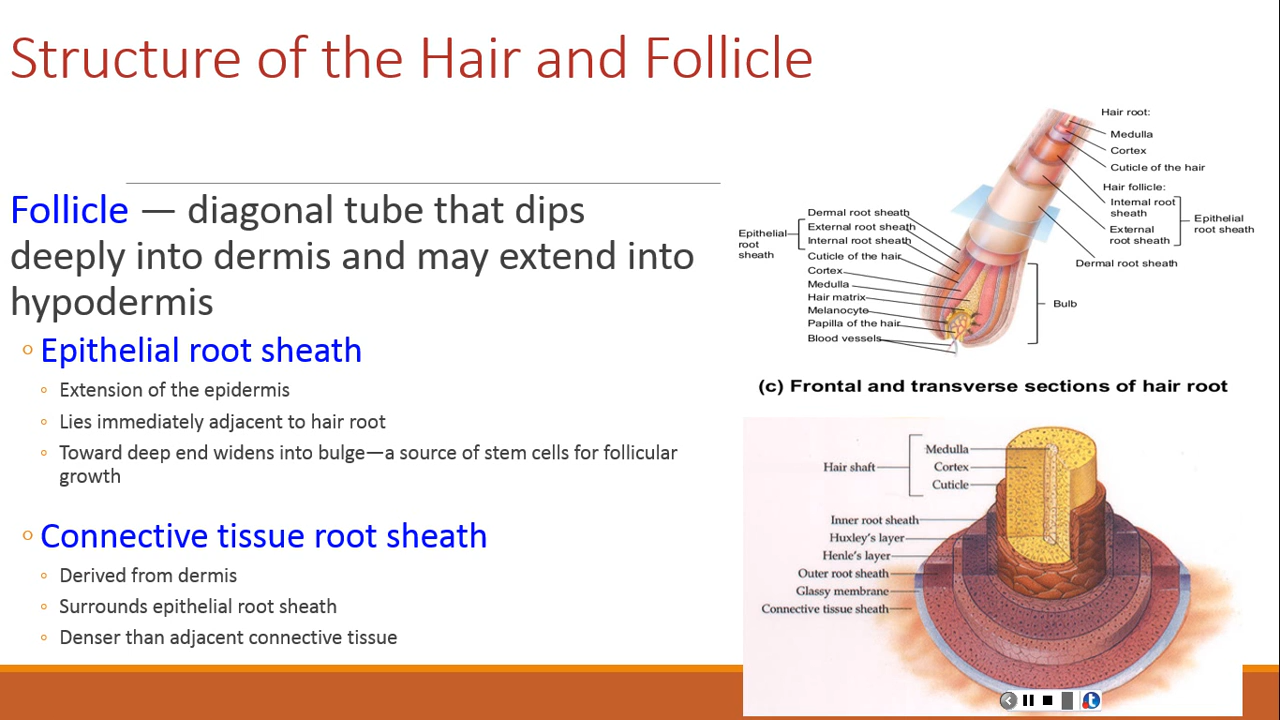 Structure of the Hair and Follicle
Follicle — diagonal tube that dips
deeply into dermis and may extend into
hypodermis
Epithelial root sheath
Extension of the epidermis
Lies immediately adjacent to hair root
Toward deep end widens into bulge—a source of stem cells for follicular
growth
Connective tissue root sheath
Derived from dermis
Surrounds epithelial root sheath
Denser than adjacent connective tissue
Hair root:
Medulla
Cortex
Cuticle of the hair
Hair follicle:
Internal root
sheath
External
root sheath
Epithelial
root sheath
Dermal root sheath
Bulb
Epithelial
root
sheath
Dermal root sheath
External root sheath
Internal root sheath
Cuticle of the hair
Cortex
Medulla
Hair matrix
Melanocyte
Papilla of the hair
Blood vessels
(c) Frontal and transverse sections of hair root
Hair shaft
Medulla
Cortex
Cuticle
Inner root sheath
Huxley's layer
Henle's layer
Outer root sheath
Glassy membrane
Connective tissue sheath
t